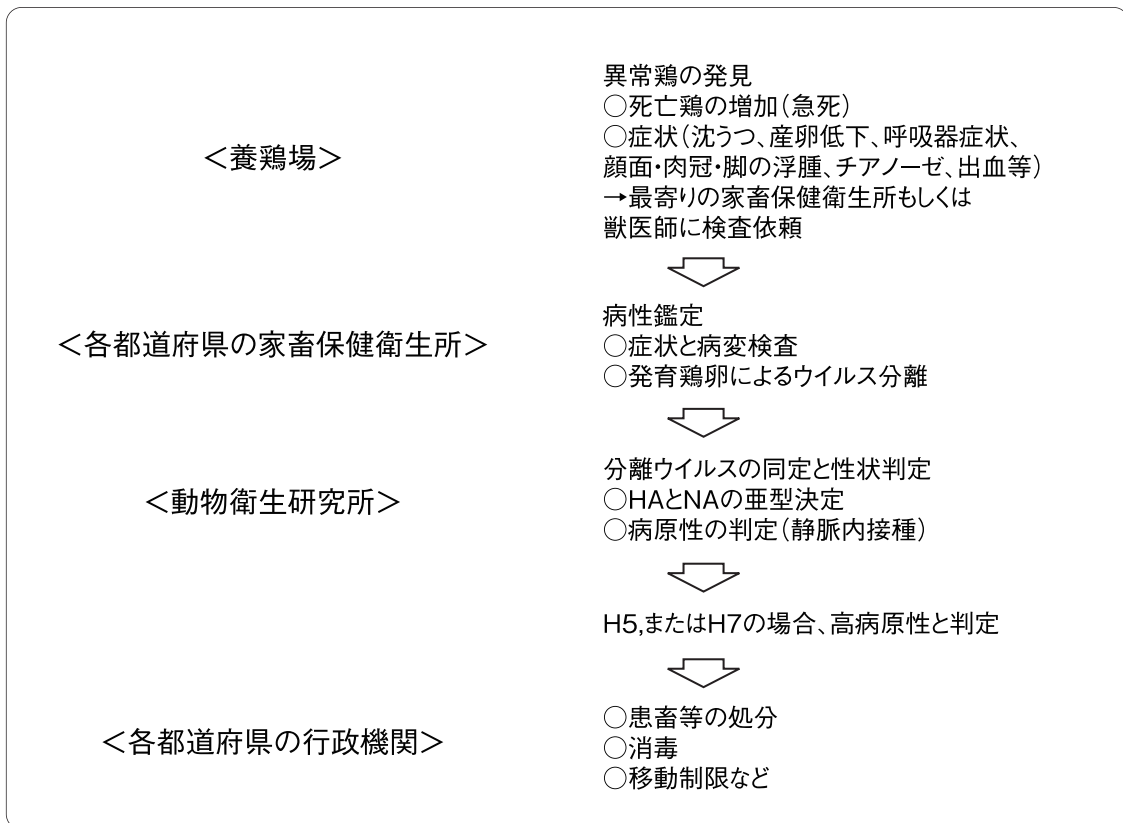 ＜養鶏場＞
異常鶏の発見
○死亡鶏の増加（急死）
○症状（沈うつ、産卵低下、呼吸器症状、
顔面・肉冠・脚の浮腫、チアノーゼ、出血等）
→最寄りの家畜保健衛生所もしくは
獣医師に検査依頼
＜各都道府県の家畜保健衛生所＞
病性鑑定
○症状と病変検査
○発育鶏卵によるウイルス分離
＜動物衛生研究所＞
分離ウイルスの同定と性状判定
○HAとNAの亜型決定
○病原性の判定（静脈内接種）
H5,またはH7の場合、高病原性と判定
＜各都道府県の行政機関＞
○患畜等の処分
○消毒
○移動制限など